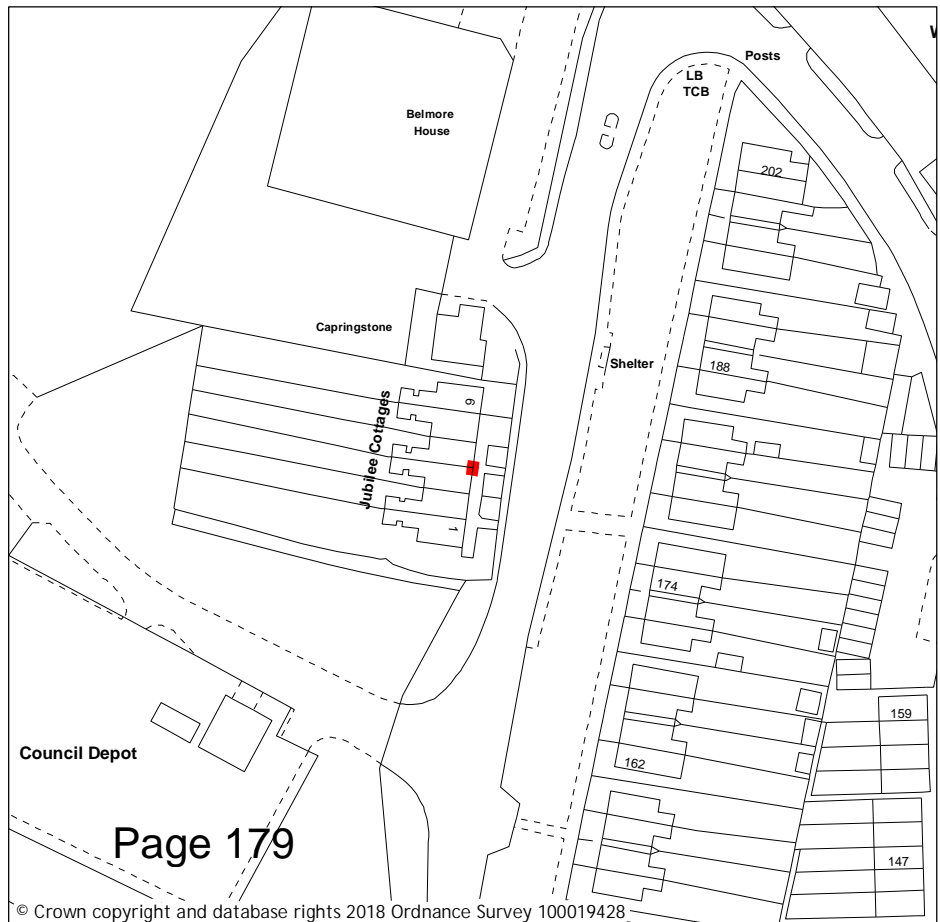 W
Posts
LB
TCB
Belmore
House
202
Capringstone
Shelter
188
Jubilee Cottages
6
1
174
159
Council Depot
162
Page 179
147
© Crown copyright and database rights 2018 Ordnance Survey 100019428